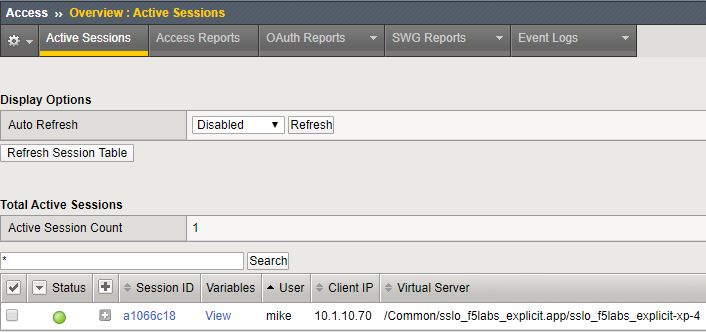 Access ›› Overview : Active Sessions
Active Sessions Access Reports OAuth Reports SWG Reports Event Logs
Display Options
Auto Refresh Disabled Refresh
Refresh Session Table
Total Active Sessions
Active Session Count 1
* Search
Status Session ID Variables User Client IP Virtual Server
a1066c18 View mike 10.1.10.70 /Common/sslo_f5labs_explicit.app/sslo_f5labs_explicit-xp-4